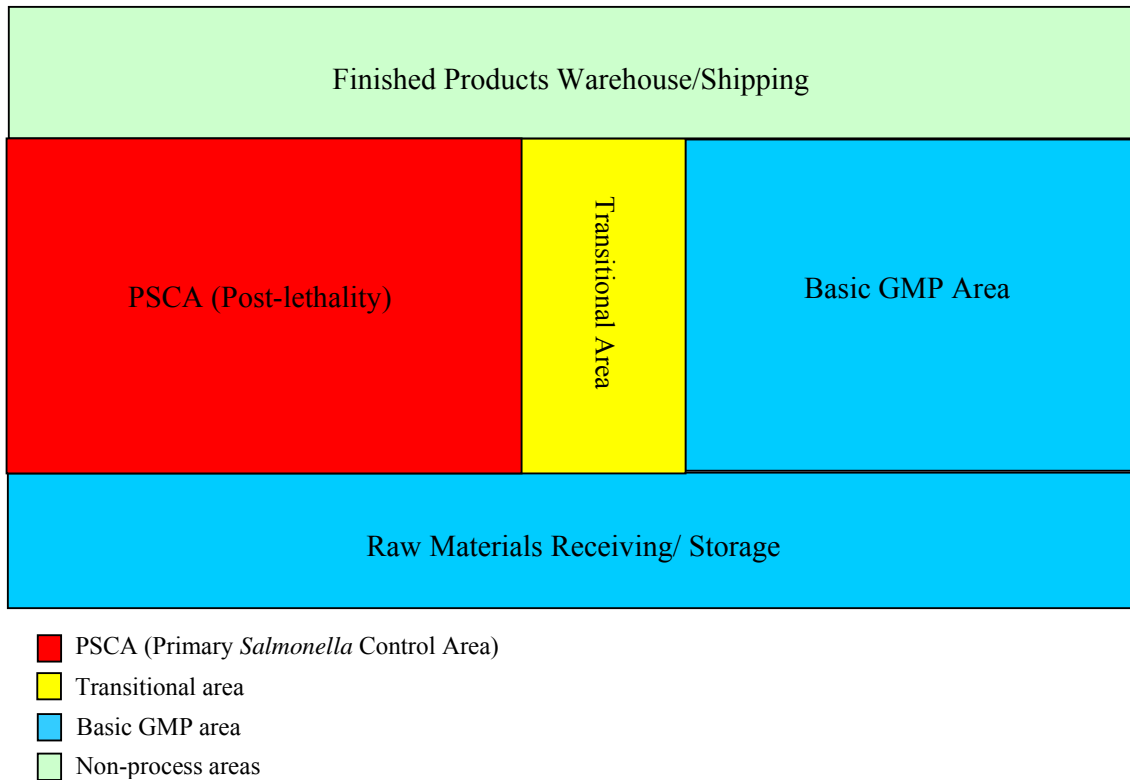 Finished Products Warehouse/Shipping
PSCA (Post-lethality)
Transitional Area
Basic GMP Area
Raw Materials Receiving/ Storage
PSCA (Primary Salmonella Control Area)
Transitional area
Basic GMP area
Non-process areas